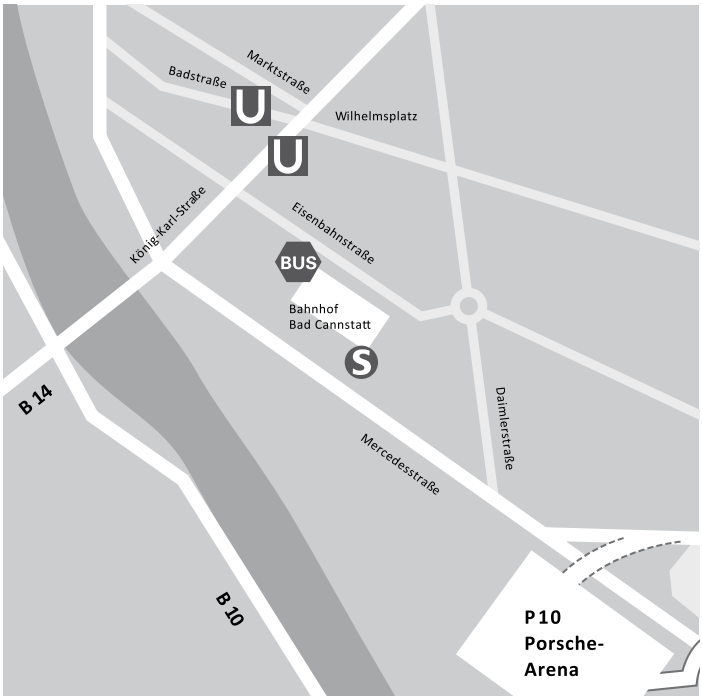 Marktstraße
Badstraße
U
Wilhelmsplatz
U
König-Karl-Straße
Eisenbahnstraße
BUS
Bahnhof
Bad Cannstatt
S
B 14
Daimlerstraße
Mercedesstraße
B 10
P10
Porsche-
Arena